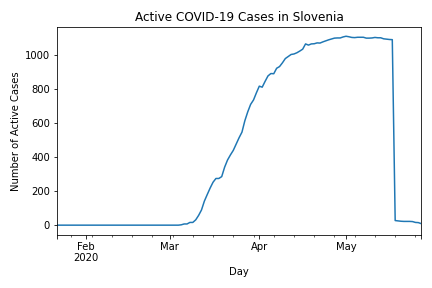 Active COVID-19 Cases in Slovenia
Number of Active Cases
1000
800
600
400
200
0
Feb
2020
Mar
Apr
May
Day